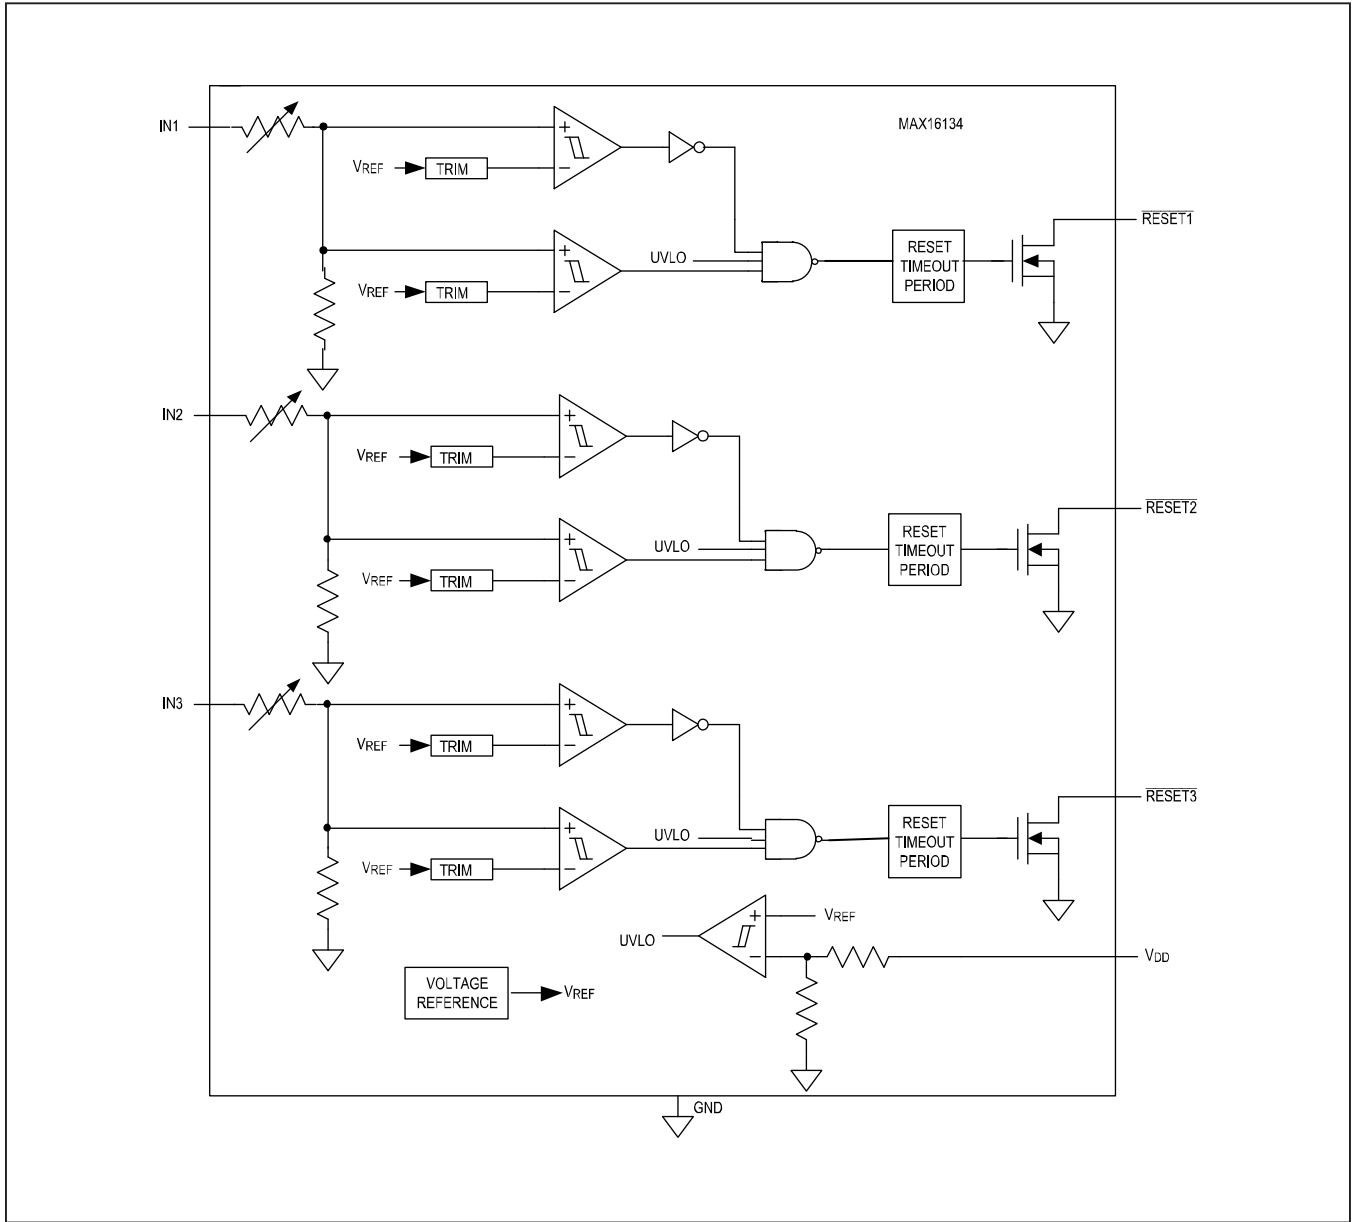 MAX16134
IN1
+
VREF
TRIM
−
RESET1
+
UVLO
RESET
TIMEOUT
PERIOD
VREF
TRIM
−
IN2
+
VREF
TRIM
−
RESET2
+
UVLO
RESET
TIMEOUT
PERIOD
VREF
TRIM
−
IN3
+
VREF
TRIM
−
RESET3
+
UVLO
RESET
TIMEOUT
PERIOD
VREF
TRIM
−
+
VREF
UVLO
−
VDD
VOLTAGE
REFERENCE
VREF
GND